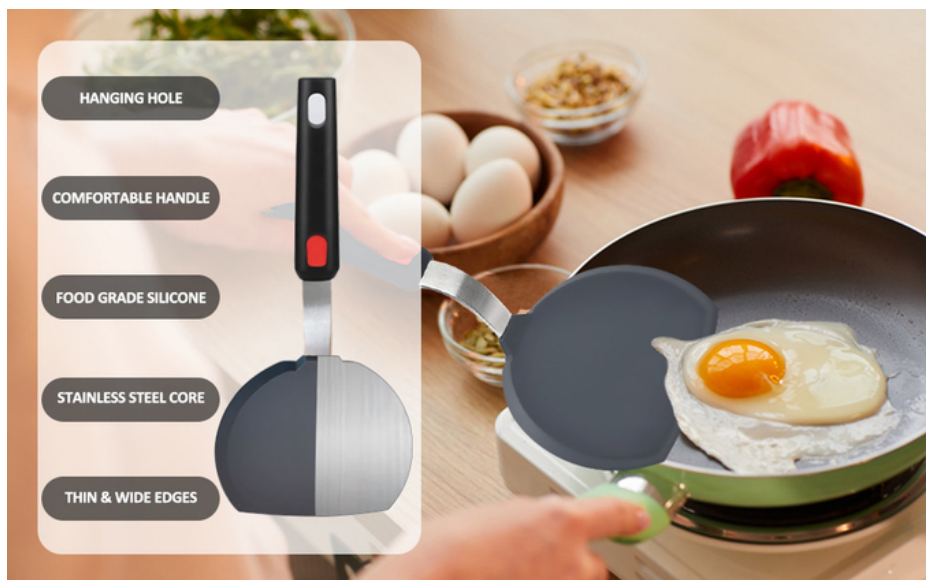 HANGING HOLE
COMFORTABLE HANDLE
FOOD GRADE SILICONE
STAINLESS STEEL CORE
THIN & WIDE EDGES